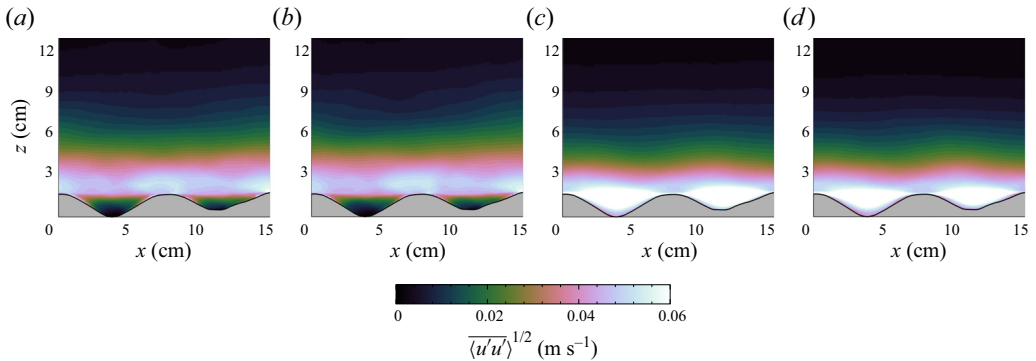 (a) (b) (c) (d)
12 12 12 12
9 9 9 9
z (cm)
6 6 6 6
3 3 3 3
0 5 10 15 0 5 10 15 0 5 10 15 0 5 10 15
x (cm) x (cm) x (cm) x (cm)
0 0.02 0.04 0.06
⟨u′u′⟩^1/2 (m s^−1)